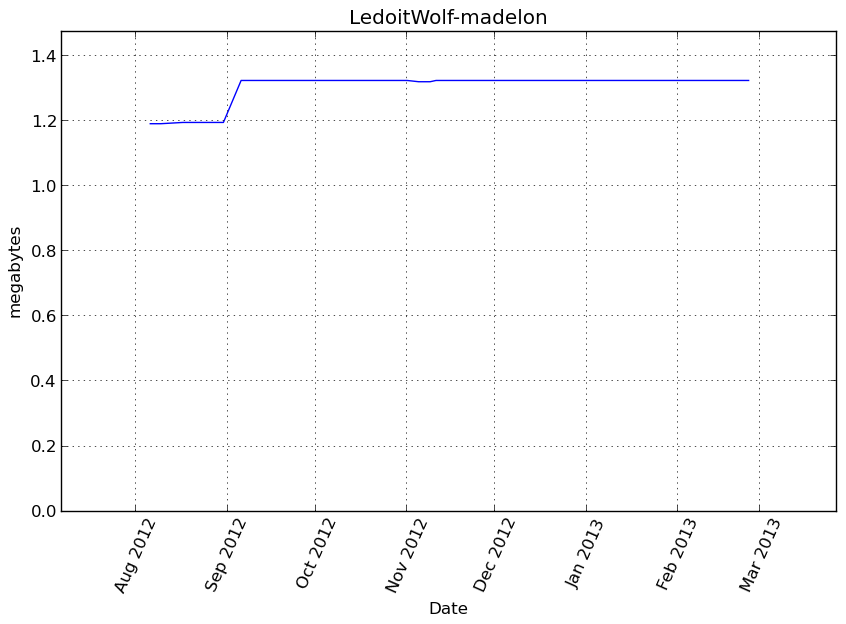 LedoitWolf-madelon
1.4
1.2
1.0
0.8
0.6
0.4
0.2
0.0
megabytes
Aug 2012
Sep 2012
Oct 2012
Nov 2012
Dec 2012
Jan 2013
Feb 2013
Mar 2013
Date